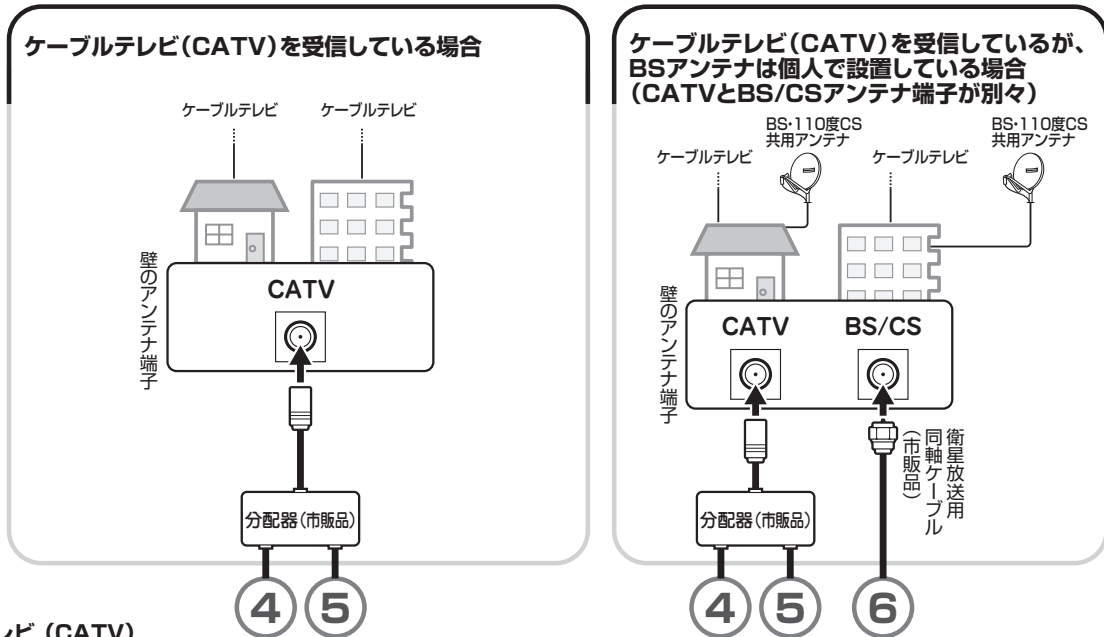 ケーブルテレビ(CATV)を受信している場合
ケーブルテレビ
ケーブルテレビ
壁のアンテナ端子
CATV
分配器(市販品)
4
5
ケーブルテレビ(CATV)を受信しているが、
BSアンテナは個人で設置している場合
(CATVとBS/CSアンテナ端子が別々)
ケーブルテレビ
BS・110度CS
共用アンテナ
ケーブルテレビ
BS・110度CS
共用アンテナ
壁のアンテナ端子
CATV
BS/CS
衛星放送用
同軸ケーブル
(市販品)
分配器(市販品)
4
5
6
レビ(CATV)